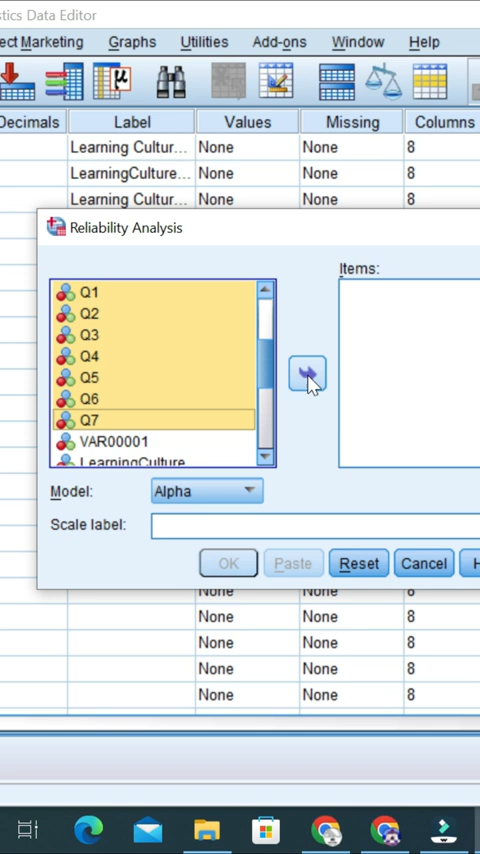 stics Data Editor
ect Marketing Graphs Utilities Add-ons Window Help
μ
Decimals Label Values Missing Columns
Learning Cultur... None None 8
LearningCulture... None None 8
Learning Cultur... None None 8
Reliability Analysis
Items:
Q1
Q2
Q3
Q4
Q5
Q6
Q7
VAR00001
LearningCulture
Model: Alpha
Scale label:
OK Paste Reset Cancel H
None None 8
None None 8
None None 8
None None 8
None None 8